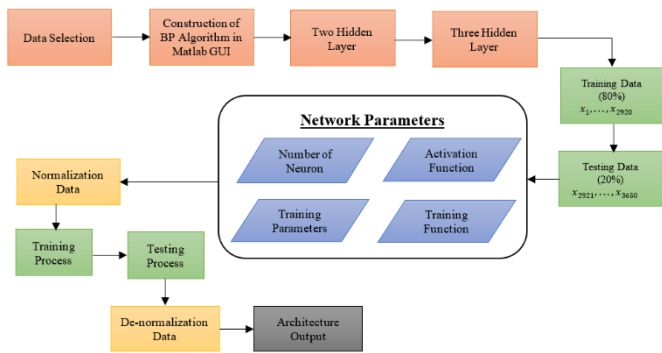 Data Selection
Construction of
BP Algorithm in
Matlab GUI
Two Hidden
Layer
Three Hidden
Layer
Training Data
(80%)
x₁,...,x₂₉₂₀
Testing Data
(20%)
x₂₉₂₁,...,x₃₆₅₀
Network Parameters
Number of
Neuron
Activation
Function
Training
Parameters
Training
Function
Normalization
Data
Training
Process
Testing
Process
De-normalization
Data
Architecture
Output